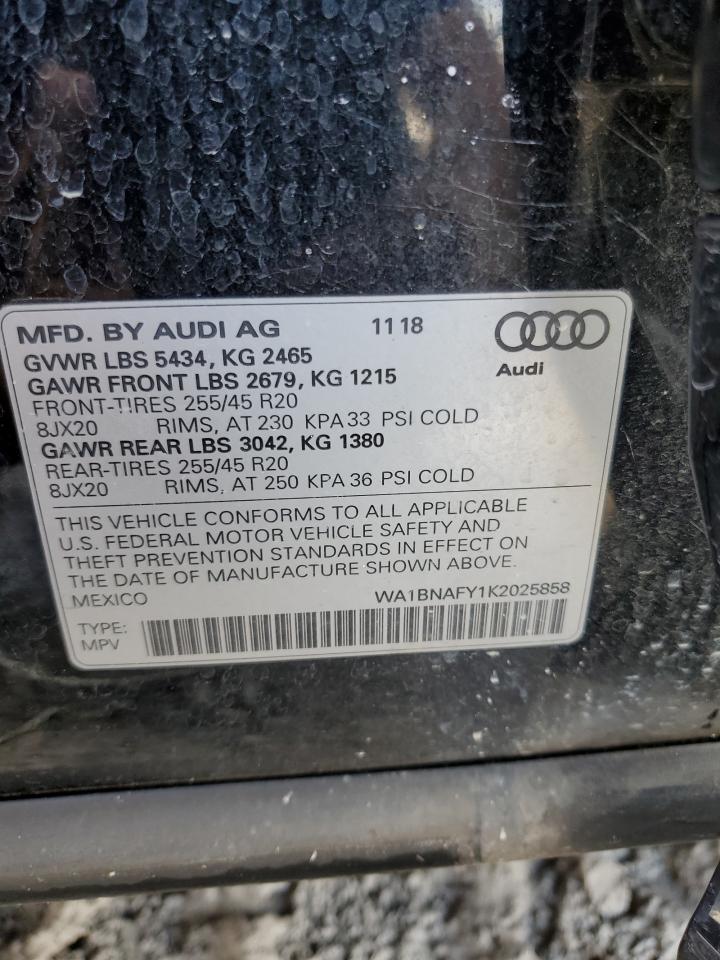 MFD. BY AUDI AG 11 18
Audi
GVWR LBS 5434, KG 2465
GAWR FRONT LBS 2679, KG 1215
FRONT-TIRES 255/45 R20
8JX20 RIMS, AT 230 KPA 33 PSI COLD
GAWR REAR LBS 3042, KG 1380
REAR-TIRES 255/45 R20
8JX20 RIMS, AT 250 KPA 36 PSI COLD
THIS VEHICLE CONFORMS TO ALL APPLICABLE
U.S. FEDERAL MOTOR VEHICLE SAFETY AND
THEFT PREVENTION STANDARDS IN EFFECT ON
THE DATE OF MANUFACTURE SHOWN ABOVE.
MEXICO WA1BNAFY1K2025858
TYPE:
MPV